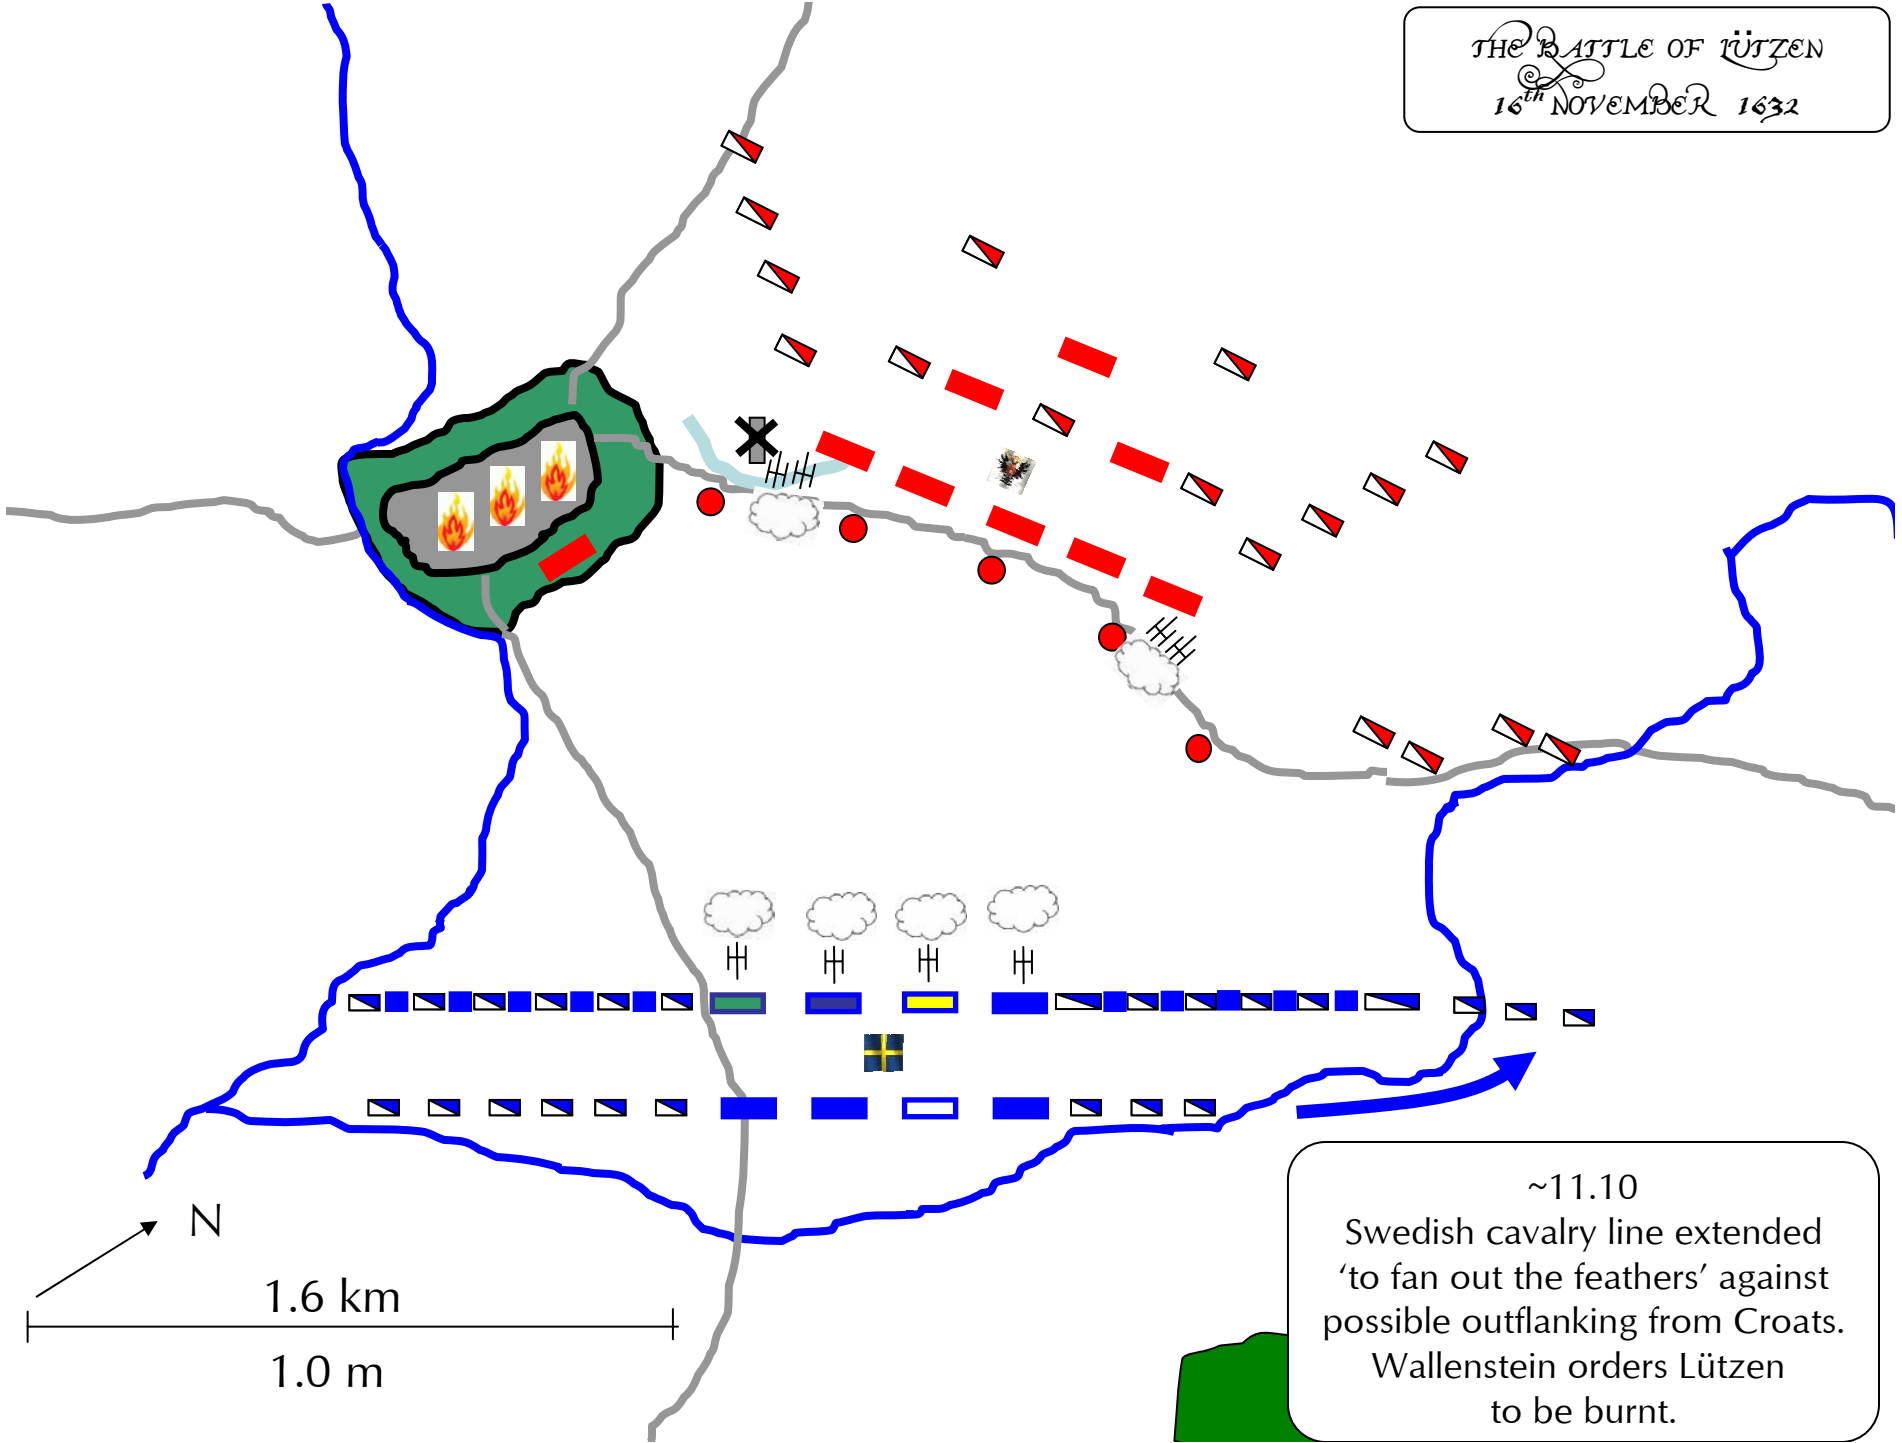 THE BATTLE OF LÜTZEN
16th NOVEMBER 1632
N
1.6 km
1.0 m
~11.10
Swedish cavalry line extended
‘to fan out the feathers’ against
possible outflanking from Croats.
Wallenstein orders Lützen
to be burnt.